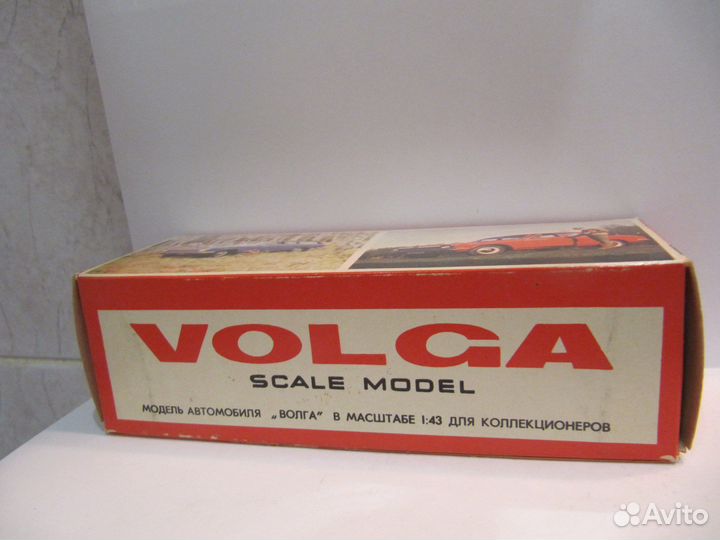 VOLGA
SCALE MODEL
МОДЕЛЬ АВТОМОБИЛЯ „ВОЛГА" В МАСШТАБЕ 1:43 ДЛЯ КОЛЛЕКЦИОНЕРОВ
Avito